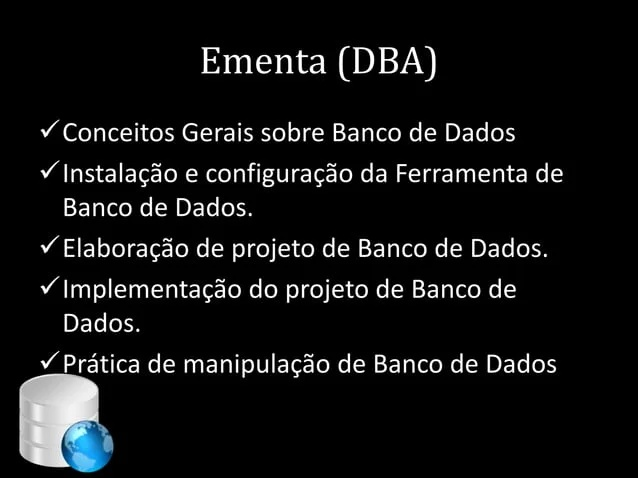 Ementa (DBA)
✓Conceitos Gerais sobre Banco de Dados
✓Instalação e configuração da Ferramenta de
Banco de Dados.
✓Elaboração de projeto de Banco de Dados.
✓Implementação do projeto de Banco de
Dados.
✓Prática de manipulação de Banco de Dados